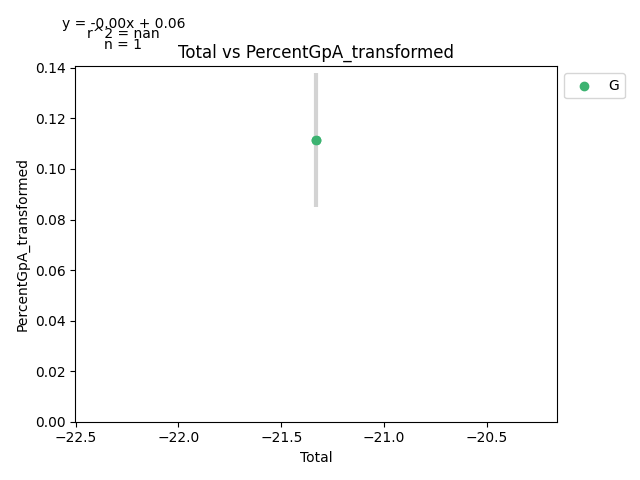 y = -0.00x + 0.06
r^2 = nan
n = 1
Total vs PercentGpA_transformed
G
0.14
0.12
0.10
0.08
0.06
0.04
0.02
0.00
PercentGpA_transformed
−22.5 −22.0 −21.5 −21.0 −20.5
Total